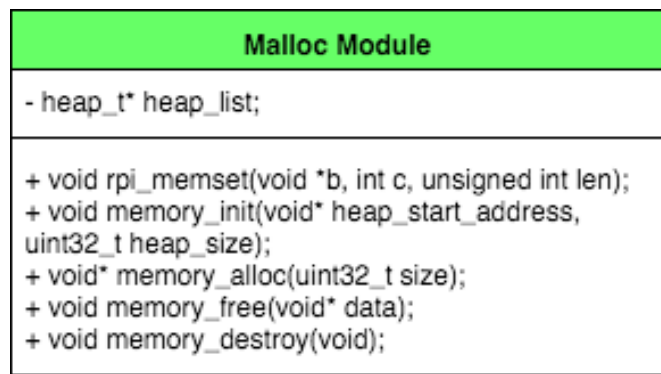 Malloc Module
- heap_t* heap_list;
+ void rpi_memset(void *b, int c, unsigned int len);
+ void memory_init(void* heap_start_address,
uint32_t heap_size);
+ void* memory_alloc(uint32_t size);
+ void memory_free(void* data);
+ void memory_destroy(void);